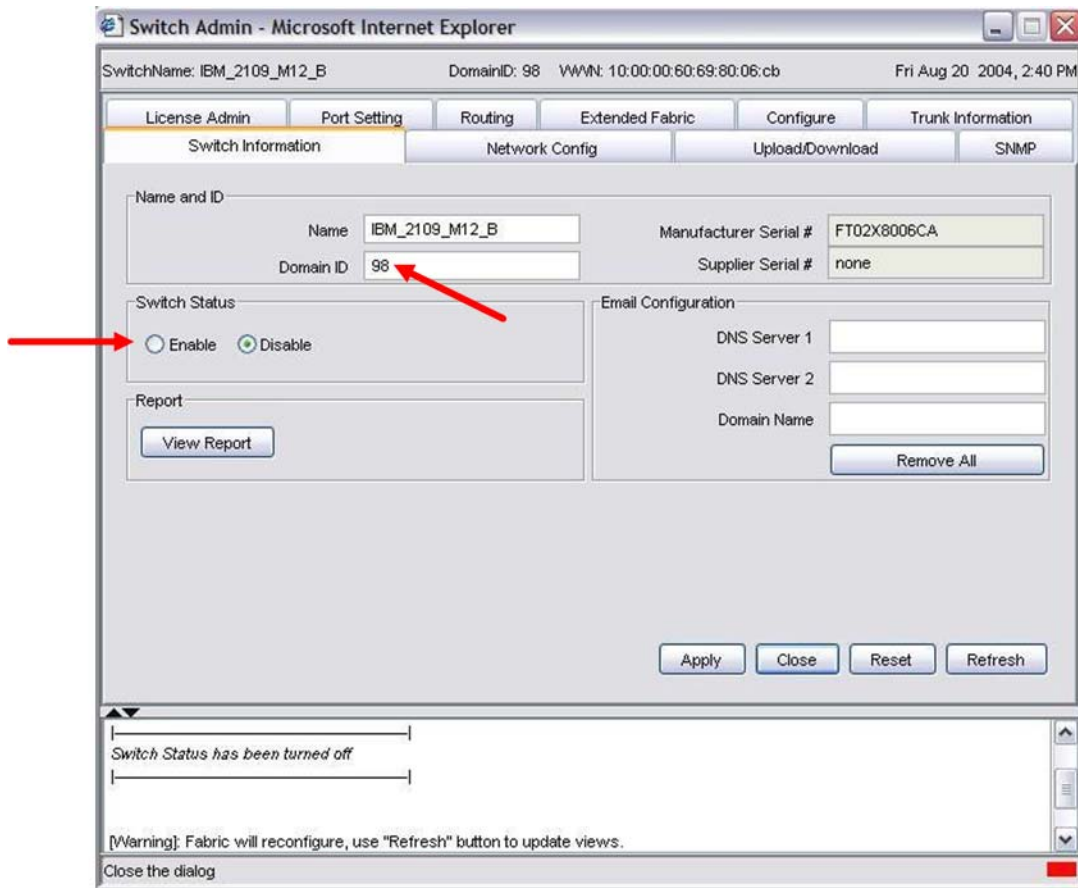 Switch Admin - Microsoft Internet Explorer
SwitchName: IBM_2109_M12_B DomainID: 98 WWN: 10:00:00:60:69:80:06:cb Fri Aug 20 2004, 2:40 PM
License Admin Port Setting Routing Extended Fabric Configure Trunk Information
Switch Information Network Config Upload/Download SNMP
Name and ID
Name IBM_2109_M12_B Manufacturer Serial # FT02X8006CA
Domain ID 98 Supplier Serial # none
Switch Status Email Configuration
Enable Disable DNS Server 1
DNS Server 2
Report
Domain Name
View Report
Remove All
Apply Close Reset Refresh
Switch Status has been turned off
[Warning]: Fabric will reconfigure, use "Refresh" button to update views.
Close the dialog